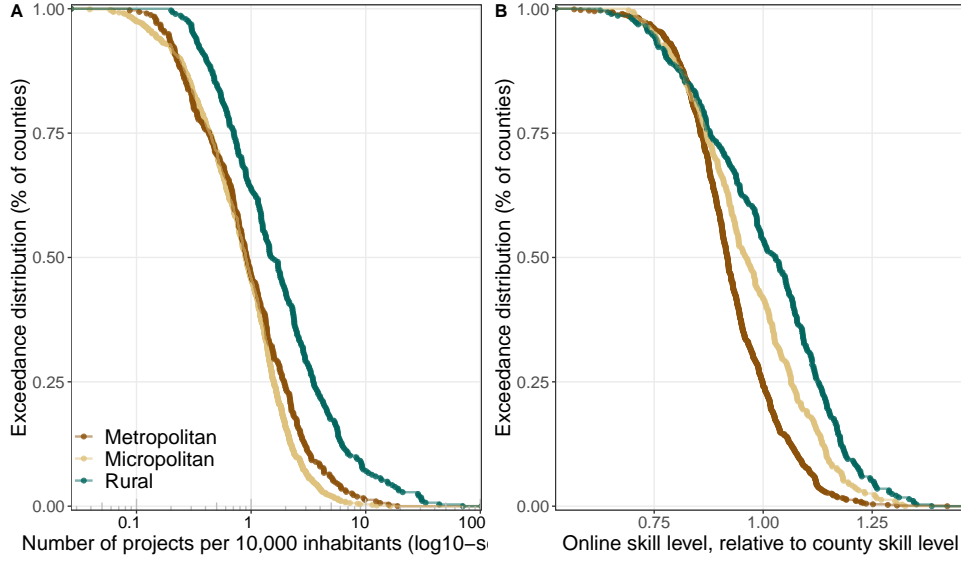 A
B
Exceedance distribution (% of counties)
1.00
0.75
0.50
0.25
0.00
Metropolitan
Micropolitan
Rural
0.1
1
10
100
Number of projects per 10,000 inhabitants (log10−s
Exceedance distribution (% of counties)
1.00
0.75
0.50
0.25
0.00
0.75
1.00
1.25
Online skill level, relative to county skill level